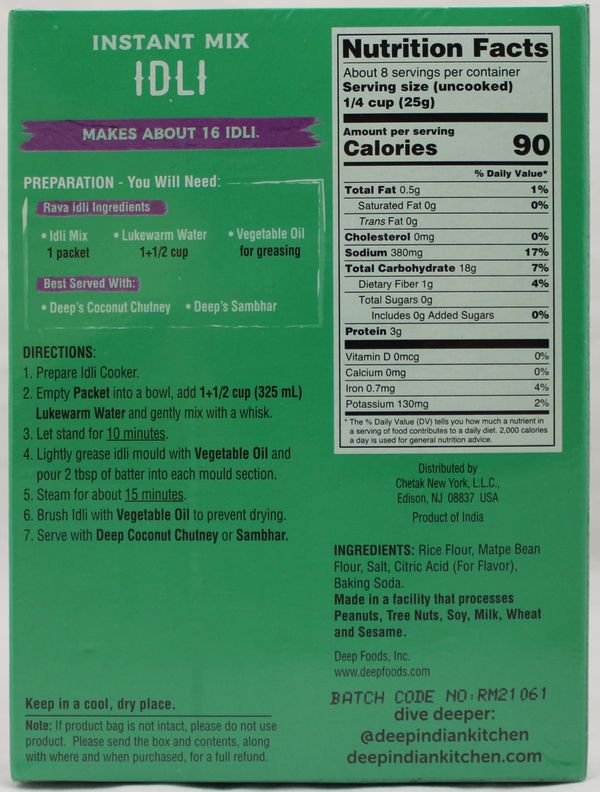 INSTANT MIX
IDLI
MAKES ABOUT 16 IDLI.
PREPARATION - You Will Need:
Rava Idli Ingredients
• Idli Mix • Lukewarm Water • Vegetable Oil
1 packet 1+1/2 cup for greasing
Best Served With:
• Deep's Coconut Chutney • Deep's Sambhar
DIRECTIONS:
1. Prepare Idli Cooker.
2. Empty Packet into a bowl, add 1+1/2 cup (325 mL)
Lukewarm Water and gently mix with a whisk.
3. Let stand for 10 minutes.
4. Lightly grease idli mould with Vegetable Oil and
pour 2 tbsp of batter into each mould section.
5. Steam for about 15 minutes.
6. Brush Idli with Vegetable Oil to prevent drying.
7. Serve with Deep Coconut Chutney or Sambhar.
Keep in a cool, dry place.
Note: If product bag is not intact, please do not use
product. Please send the box and contents, along
with where and when purchased, for a full refund.
Nutrition Facts
About 8 servings per container
Serving size (uncooked)
1/4 cup (25g)
Amount per serving
Calories 90
% Daily Value*
Total Fat 0.5g 1%
Saturated Fat 0g 0%
Trans Fat 0g
Cholesterol 0mg 0%
Sodium 380mg 17%
Total Carbohydrate 18g 7%
Dietary Fiber 1g 4%
Total Sugars 0g
Includes 0g Added Sugars 0%
Protein 3g
Vitamin D 0mcg 0%
Calcium 0mg 0%
Iron 0.7mg 4%
Potassium 130mg 2%
* The % Daily Value (DV) tells you how much a nutrient in
a serving of food contributes to a daily diet. 2,000 calories
a day is used for general nutrition advice.
Distributed by
Chetak New York, L.L.C.,
Edison, NJ 08837 USA
Product of India
INGREDIENTS: Rice Flour, Matpe Bean
Flour, Salt, Citric Acid (For Flavor),
Baking Soda.
Made in a facility that processes
Peanuts, Tree Nuts, Soy, Milk, Wheat
and Sesame.
Deep Foods, Inc.
www.deepfoods.com
BATCH CODE NO:RM21061
dive deeper:
@deepindiankitchen
deepindiankitchen.com